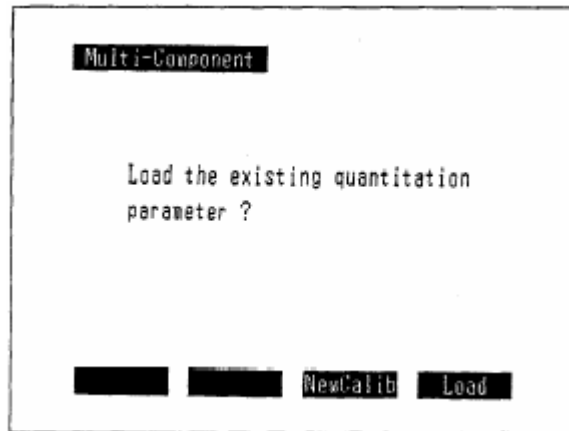 Multi-Component
Load the existing quantitation
parameter ?
NewCalib Load